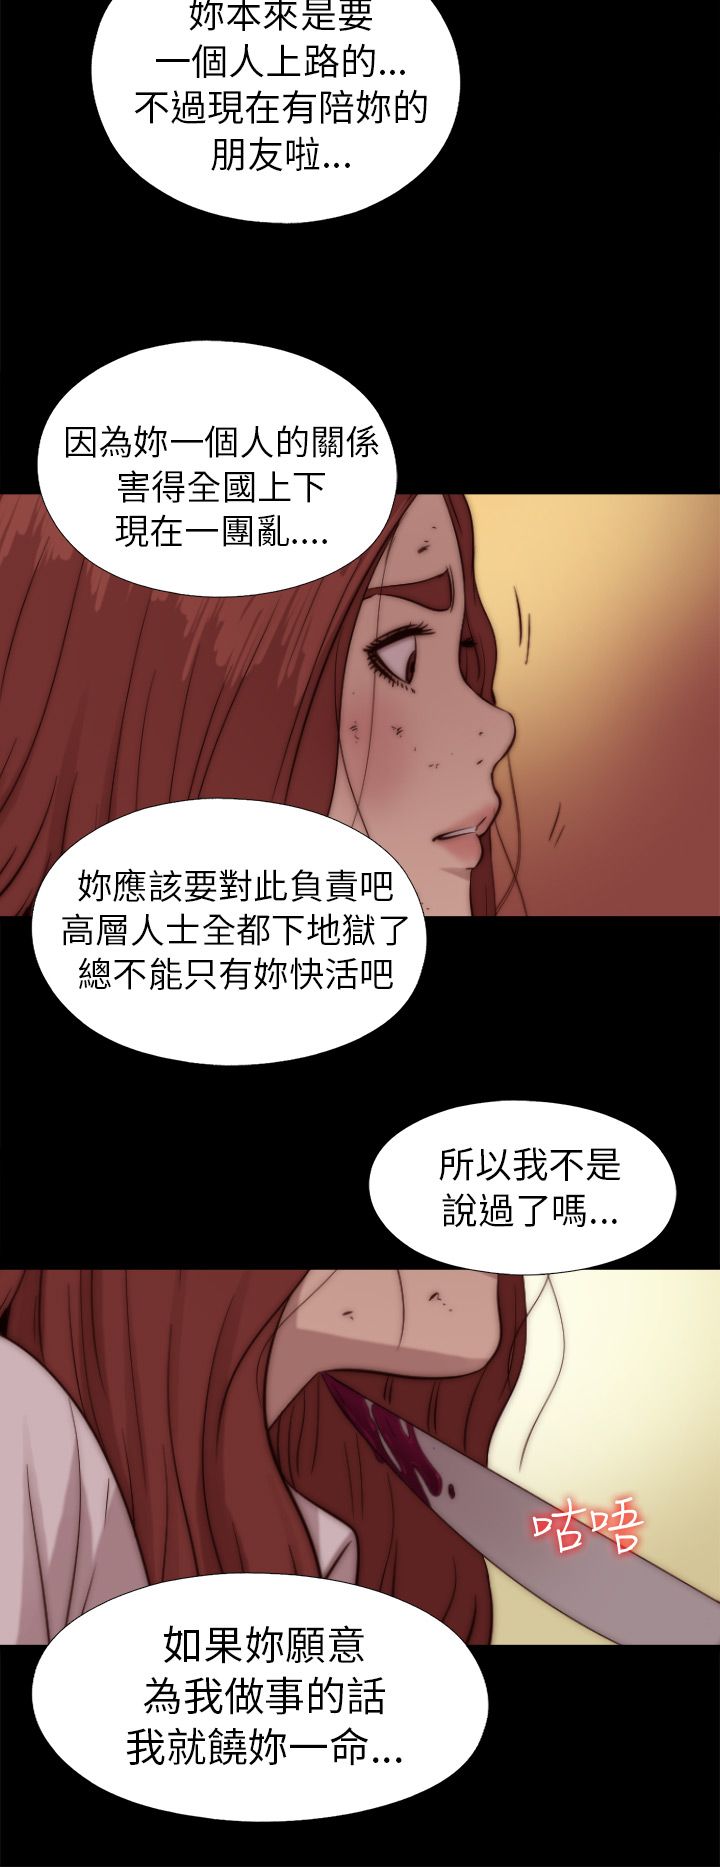 妳本來是要
一個人上路的...
不過現在有陪妳的
朋友啦...
因為妳一個人的關係
害得全國上下
現在一團亂....
妳應該要對此負責吧
高層人士全都下地獄了
總不能只有妳快活吧
所以我不是
說過了嗎...
咕唔
如果妳願意
為我做事的話
我就饒妳一命...